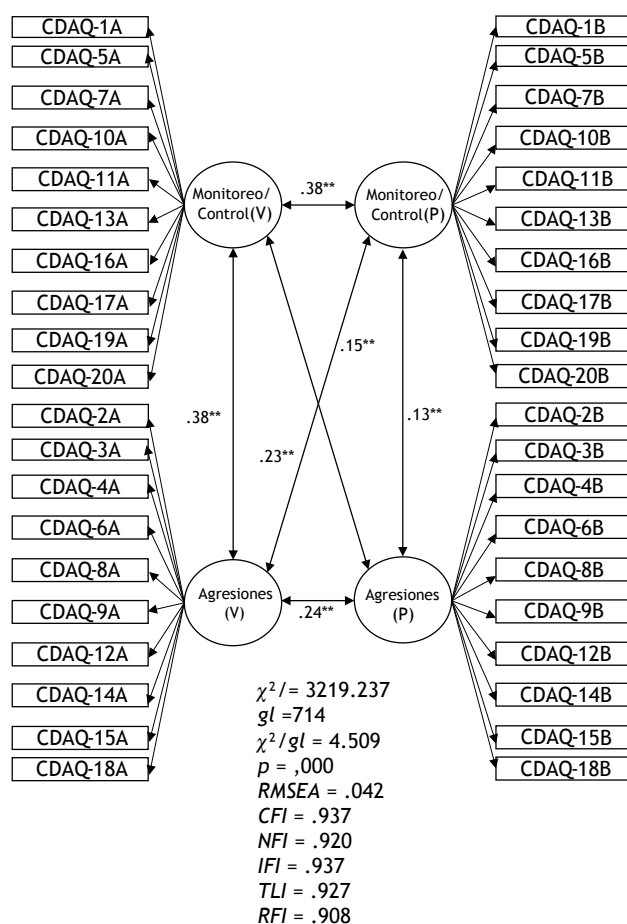 CDAQ-1A
CDAQ-5A
CDAQ-7A
CDAQ-10A
CDAQ-11A
CDAQ-13A
CDAQ-16A
CDAQ-17A
CDAQ-19A
CDAQ-20A
CDAQ-2A
CDAQ-3A
CDAQ-4A
CDAQ-6A
CDAQ-8A
CDAQ-9A
CDAQ-12A
CDAQ-14A
CDAQ-15A
CDAQ-18A
Monitoreo/
Control(V)
.38**
Monitoreo/
Control(P)
.15**
.38**
.13**
.23**
Agresiones
(V)
.24**
Agresiones
(P)
CDAQ-1B
CDAQ-5B
CDAQ-7B
CDAQ-10B
CDAQ-11B
CDAQ-13B
CDAQ-16B
CDAQ-17B
CDAQ-19B
CDAQ-20B
CDAQ-2B
CDAQ-3B
CDAQ-4B
CDAQ-6B
CDAQ-8B
CDAQ-9B
CDAQ-12B
CDAQ-14B
CDAQ-15B
CDAQ-18B
χ²/= 3219.237
gl =714
χ²/gl = 4.509
p = ,000
RMSEA = .042
CFI = .937
NFI = .920
IFI = .937
TLI = .927
RFI = .908